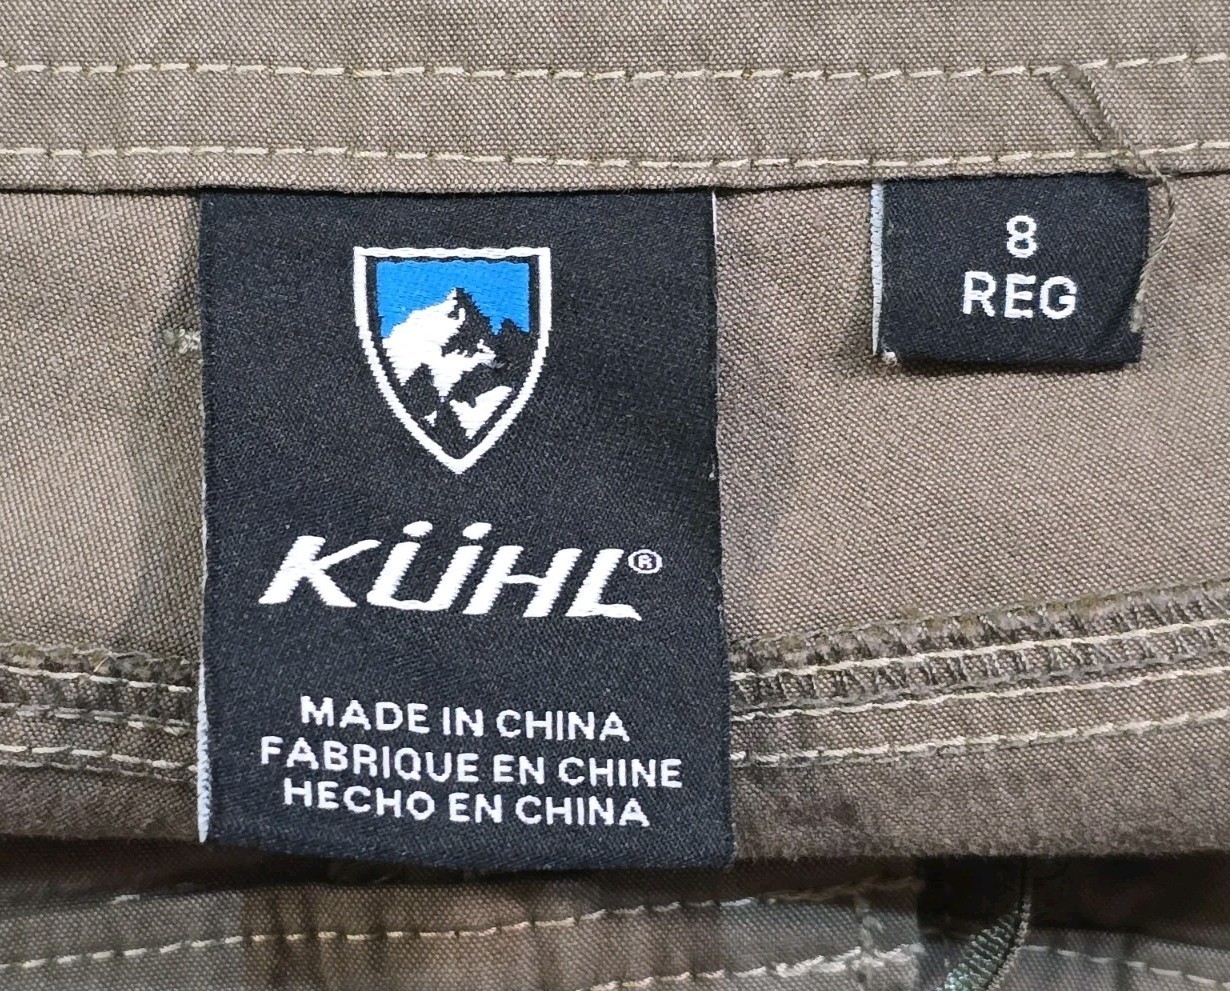 8
REG
KÜHL®
MADE IN CHINA
FABRIQUE EN CHINE
HECHO EN CHINA